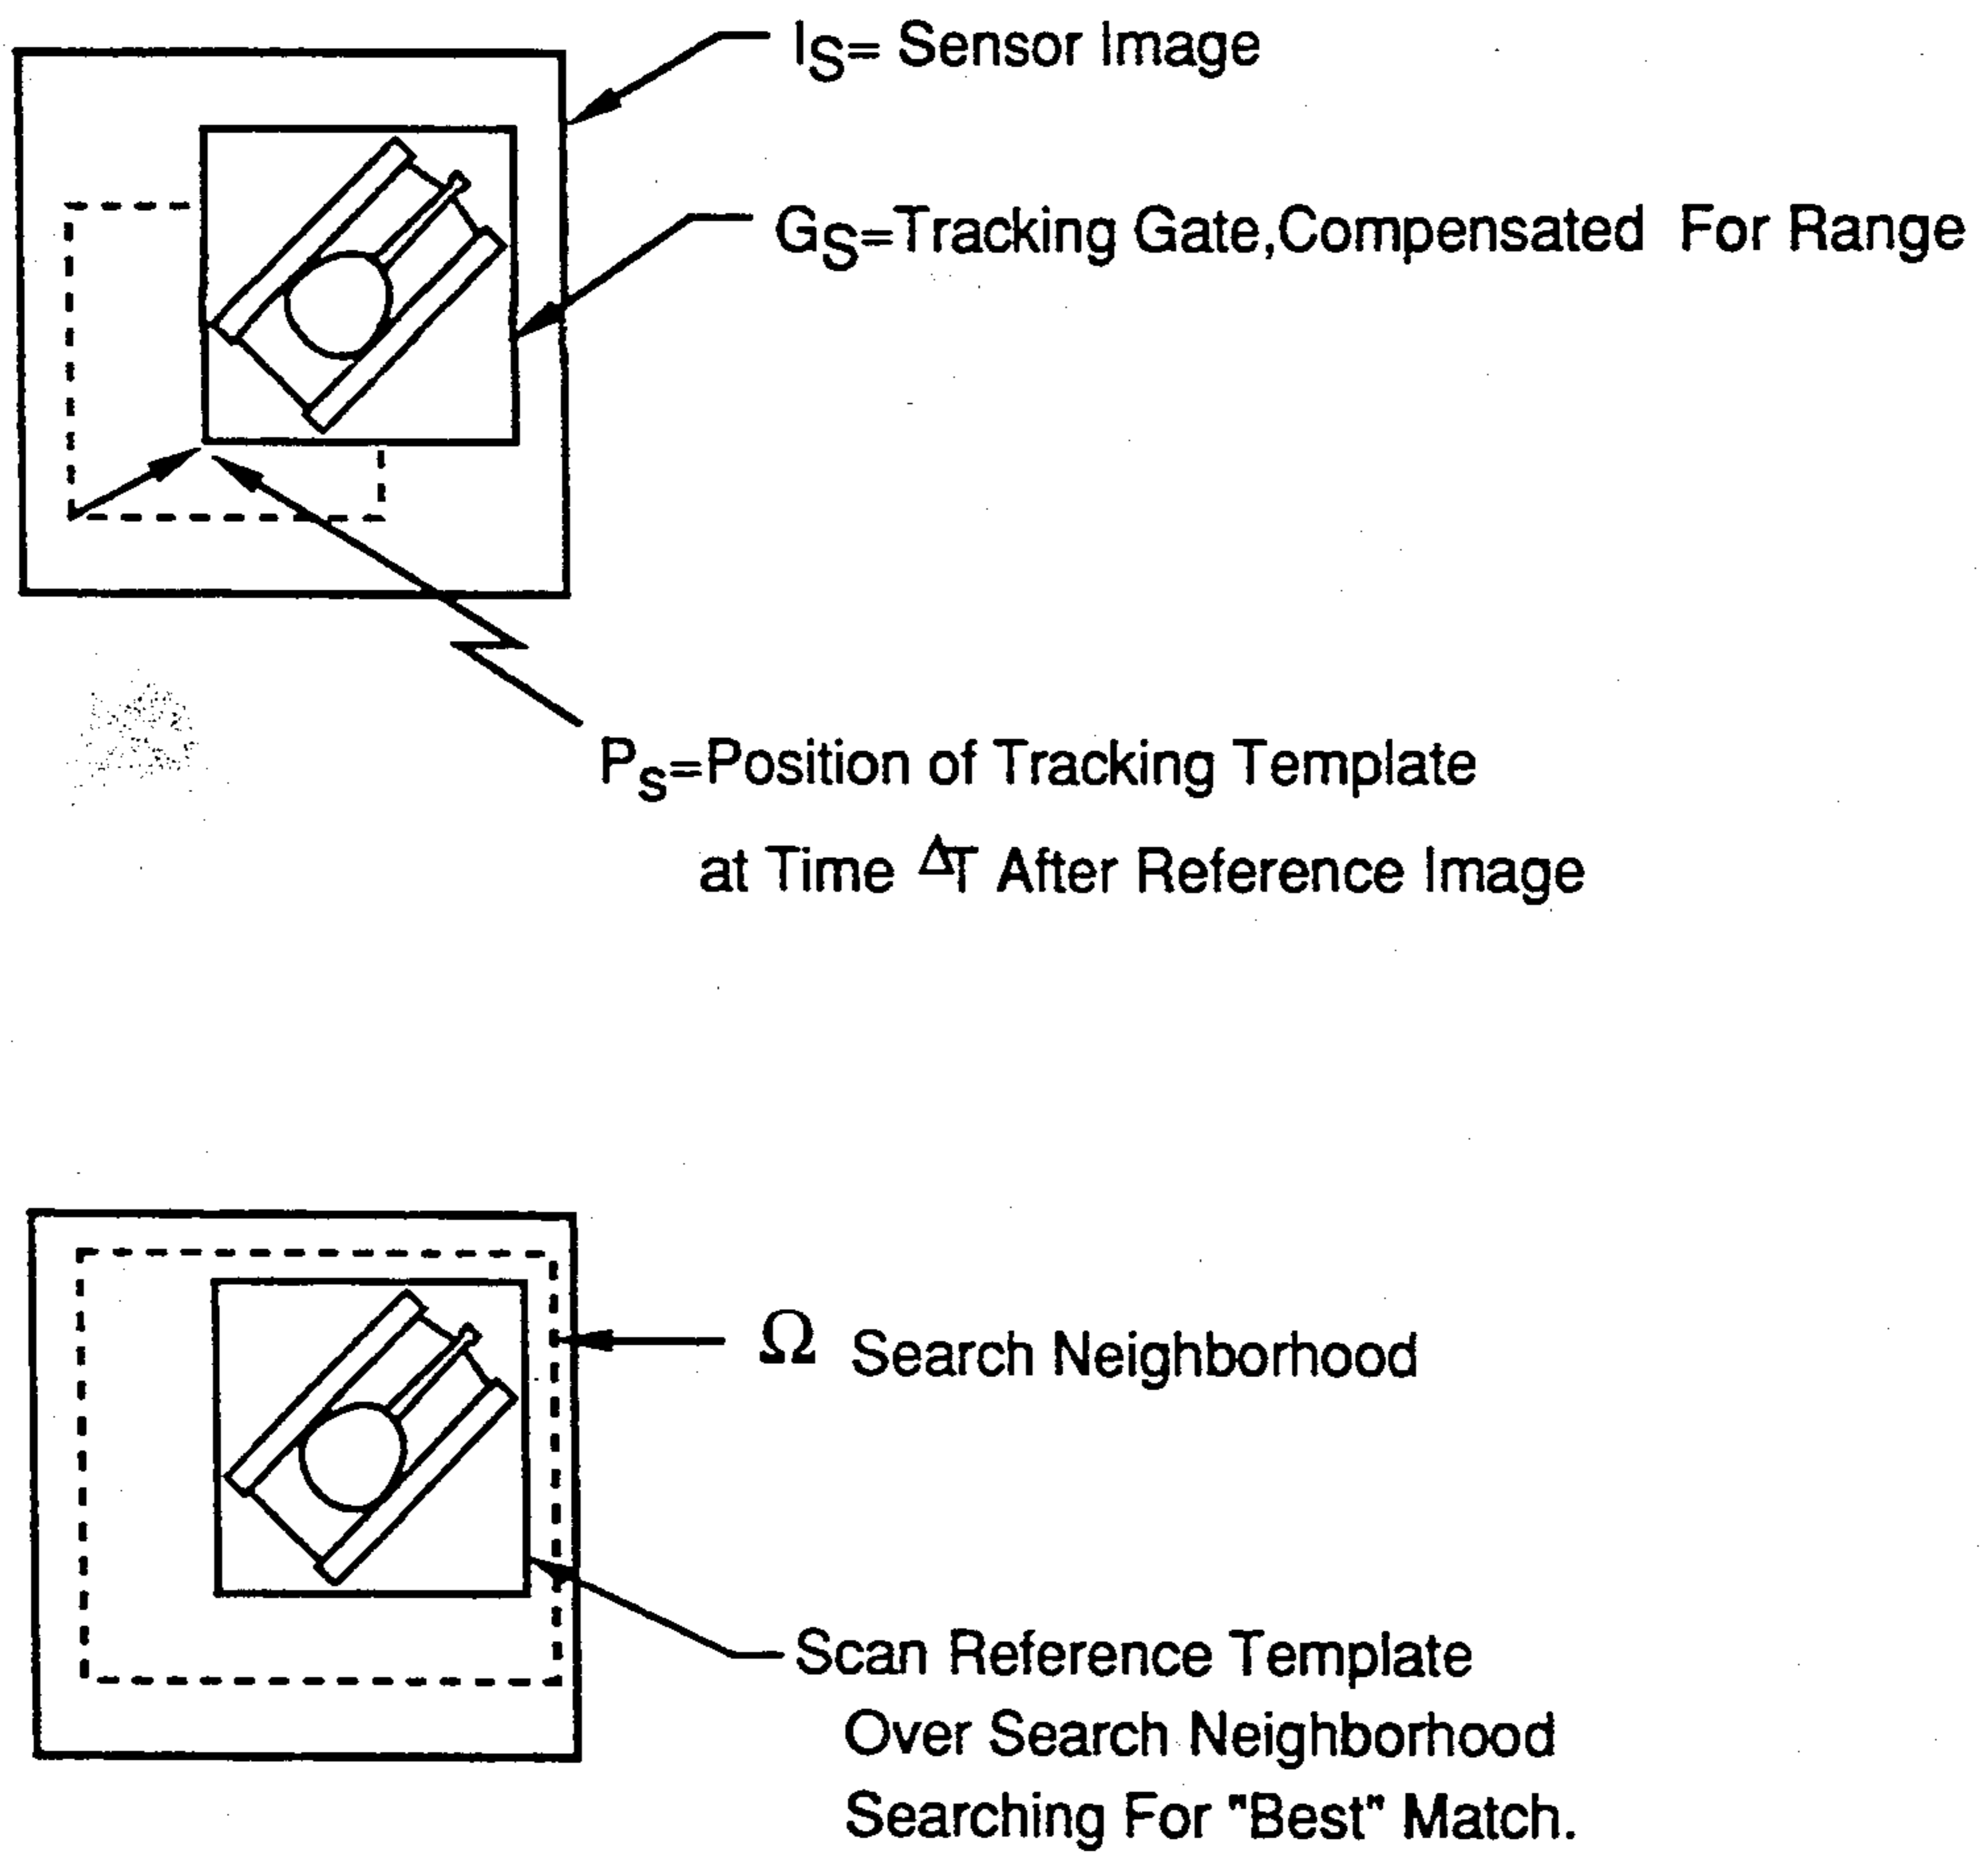 IS= Sensor Image
GS=Tracking Gate,Compensated For Range
PS=Position of Tracking Template
at Time ΔT After Reference Image
Ω Search Neighborhood
Scan Reference Template
Over Search Neighborhood
Searching For "Best" Match.